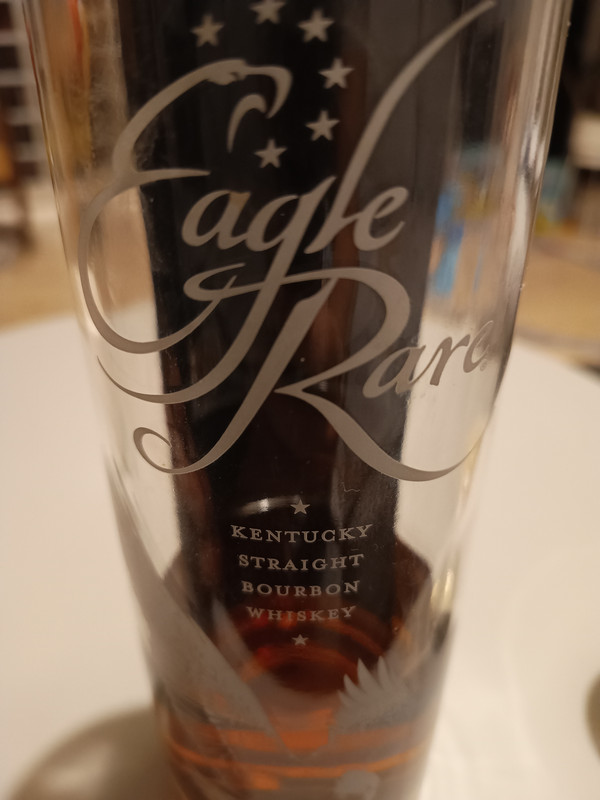 Eagle
Rare
KENTUCKY
STRAIGHT
BOURBON
WHISKEY